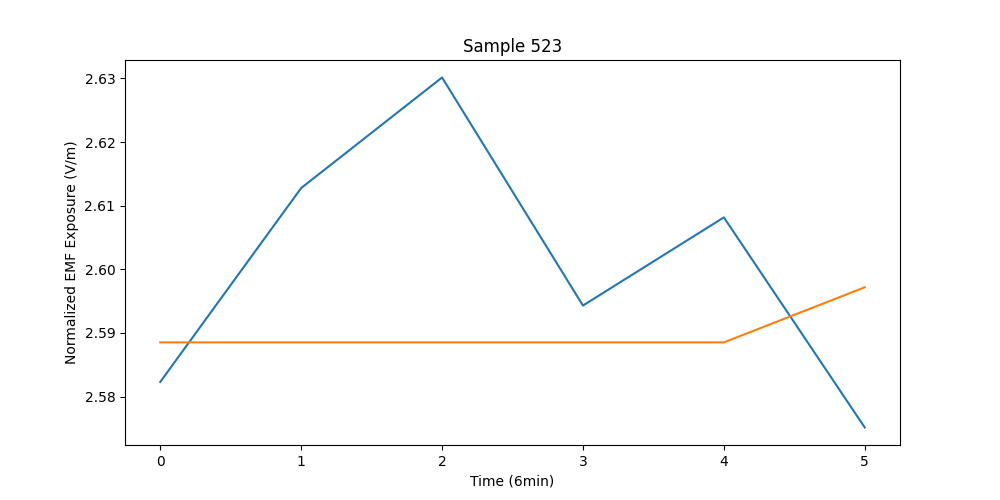 Sample 523
Normalized EMF Exposure (V/m)
2.63
2.62
2.61
2.60
2.59
2.58
0 1 2 3 4 5
Time (6min)